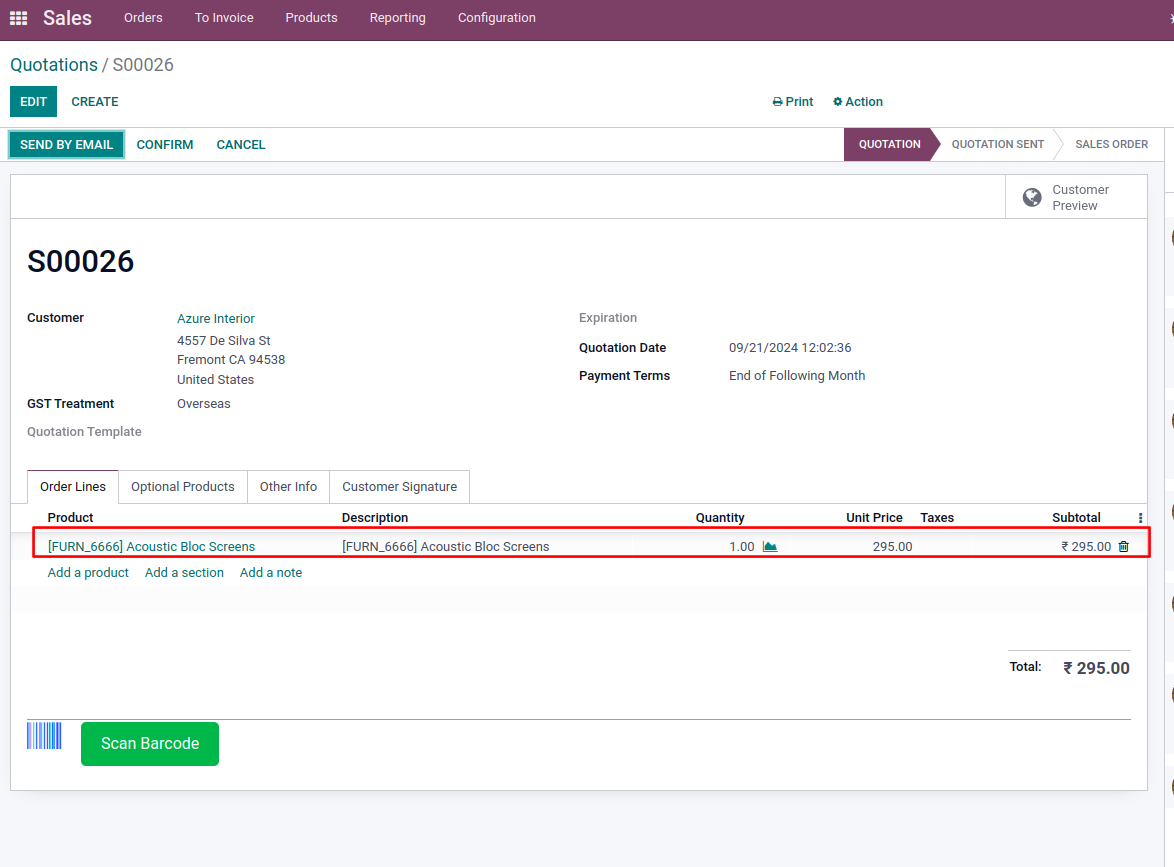 Sales Orders To Invoice Products Reporting Configuration
Quotations / S00026
EDIT CREATE Print Action
SEND BY EMAIL CONFIRM CANCEL QUOTATION QUOTATION SENT SALES ORDER
Customer
Preview
S00026
Customer Azure Interior Expiration
4557 De Silva St
Fremont CA 94538
United States
Quotation Date 09/21/2024 12:02:36
Payment Terms End of Following Month
GST Treatment Overseas
Quotation Template
Order Lines Optional Products Other Info Customer Signature
Product Description Quantity Unit Price Taxes Subtotal
[FURN_6666] Acoustic Bloc Screens [FURN_6666] Acoustic Bloc Screens 1.00 295.00 ₹ 295.00
Add a product Add a section Add a note
Total: ₹ 295.00
Scan Barcode